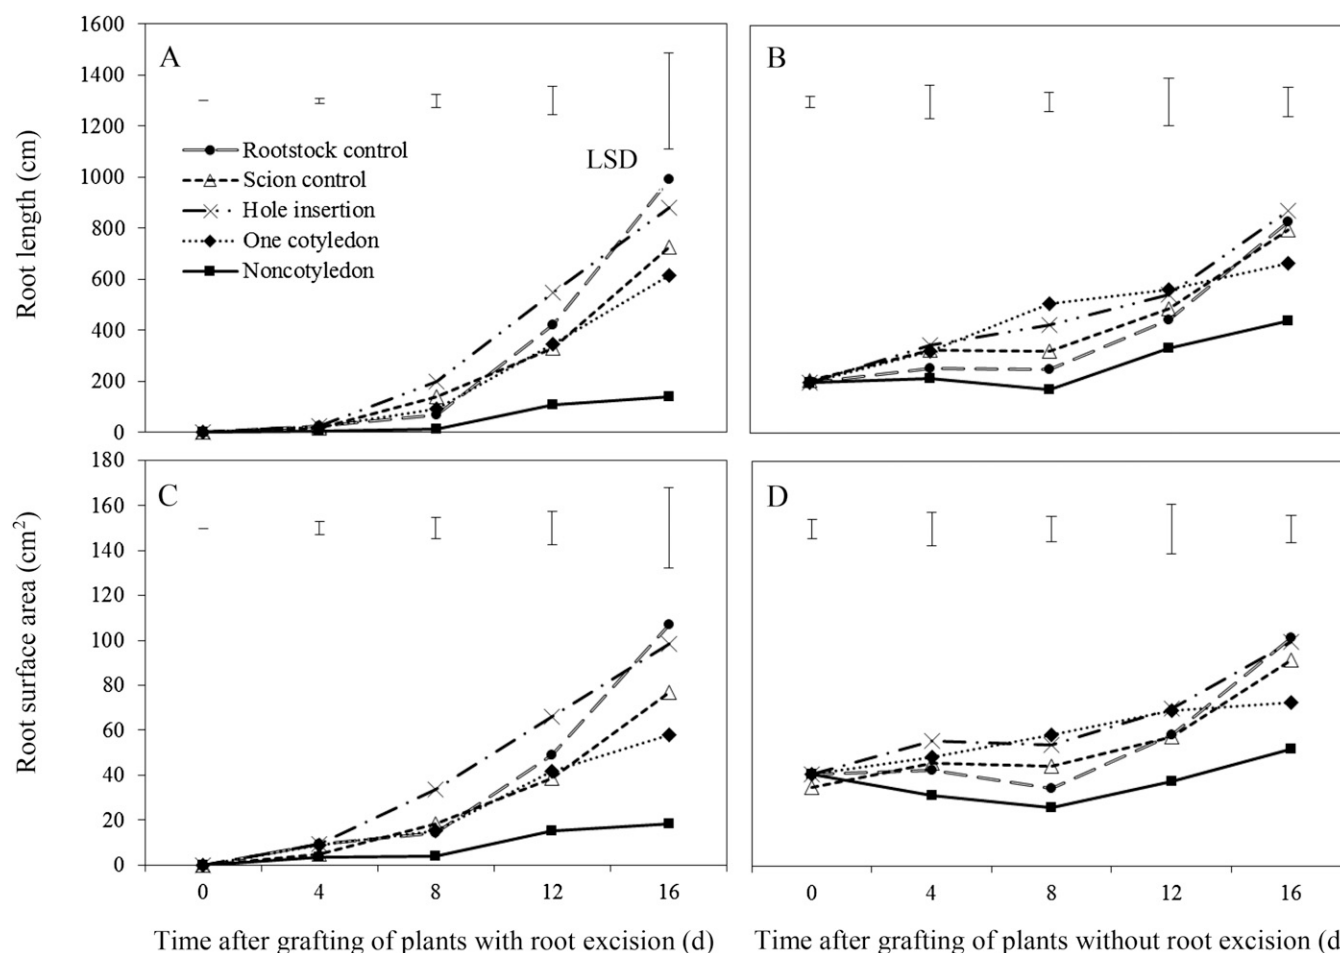 1600
1400
1200
1000
800
600
400
200
0
Root length (cm)
A
LSD
Rootstock control
Scion control
Hole insertion
One cotyledon
Noncotyledon
B
180
160
140
120
100
80
60
40
20
0
Root surface area (cm²)
C
D
0 4 8 12 16
0 4 8 12 16
Time after grafting of plants with root excision (d)
Time after grafting of plants without root excision (d